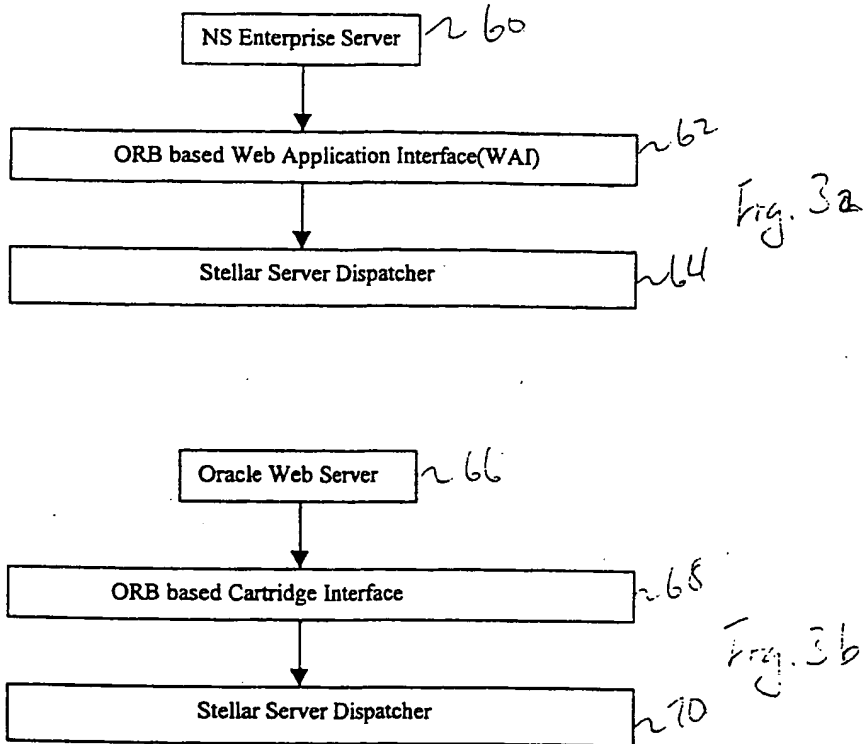 NS Enterprise Server ~ 60
ORB based Web Application Interface(WAI) ~62
Fig. 3a
Stellar Server Dispatcher ~64
Oracle Web Server ~ 66
ORB based Cartridge Interface ~68
Fig. 3b
Stellar Server Dispatcher ~70